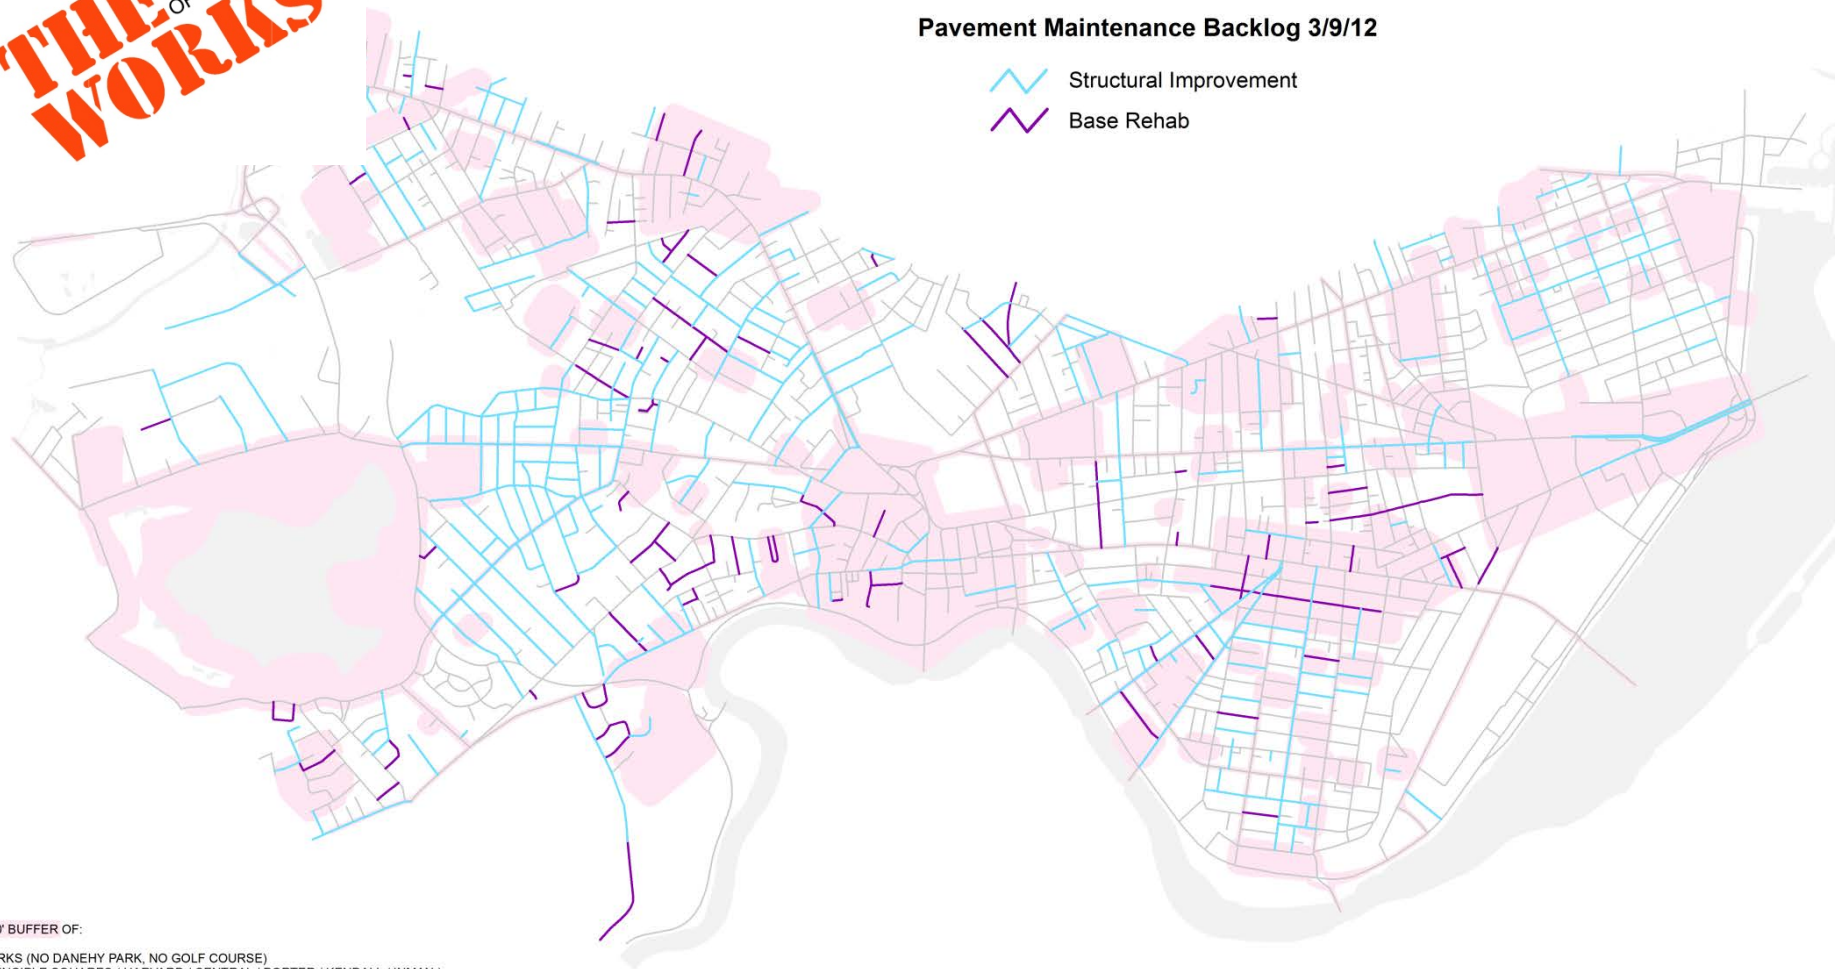 OF
THE
WORKS
Pavement Maintenance Backlog 3/9/12
Structural Improvement
Base Rehab
' BUFFER OF:
RKS (NO DANEHY PARK, NO GOLF COURSE)